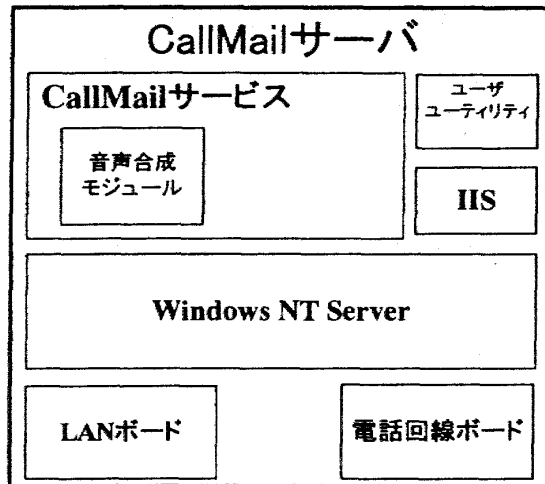 CallMailサーバ
CallMailサービス
音声合成
モジュール
ユーザ
ユーティリティ
IIS
Windows NT Server
LANボード
電話回線ボード